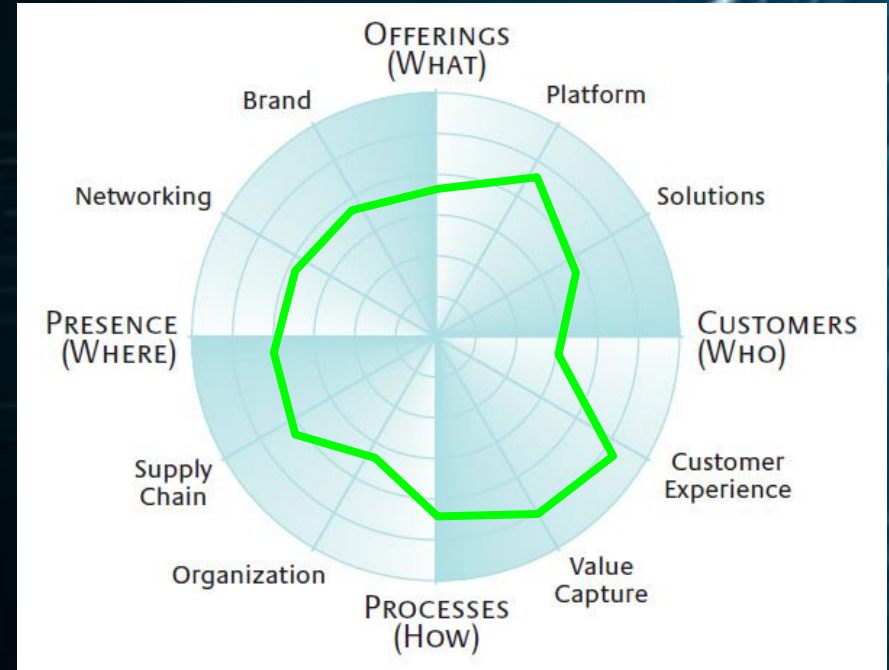 OFFERINGS
(WHAT)
Brand
Platform
Networking
Solutions
PRESENCE
(WHERE)
CUSTOMERS
(WHO)
Supply
Chain
Customer
Experience
Organization
Value
Capture
PROCESSES
(HOW)